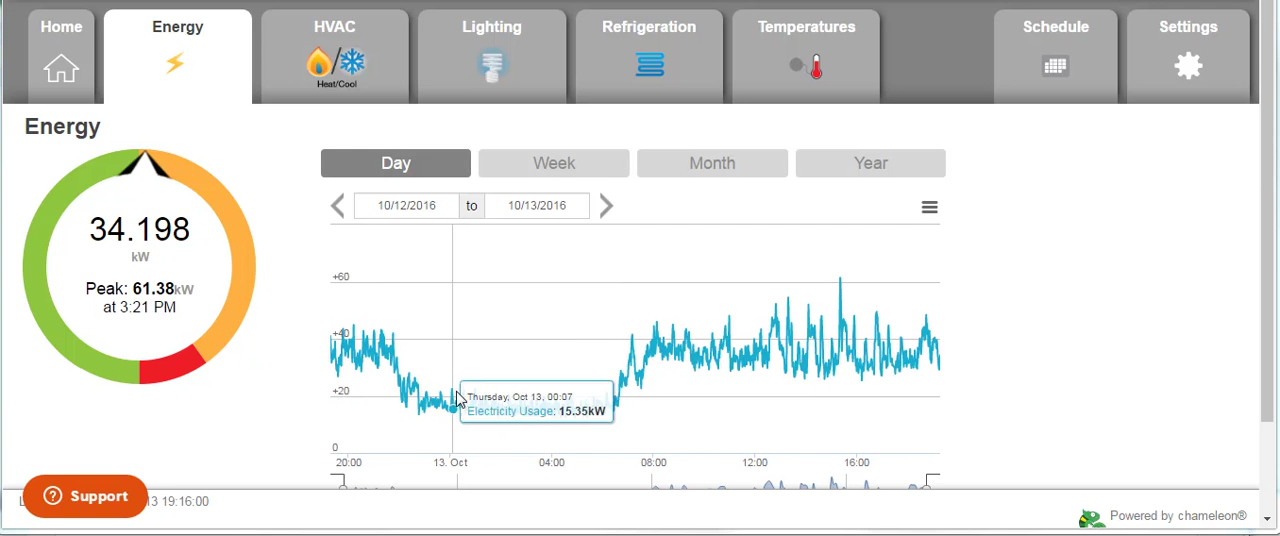 Home
Energy
HVAC
Heat/Cool
Lighting
Refrigeration
Temperatures
Schedule
Settings
Energy
34.198
kW
Peak: 61.38kW
at 3:21 PM
Day
Week
Month
Year
10/12/2016 to 10/13/2016
+60
+40
+20
0
Thursday, Oct 13, 00:07
Electricity Usage: 15.35kW
20:00
13. Oct
04:00
08:00
12:00
16:00
Support
13 19:16:00
Powered by chameleon®